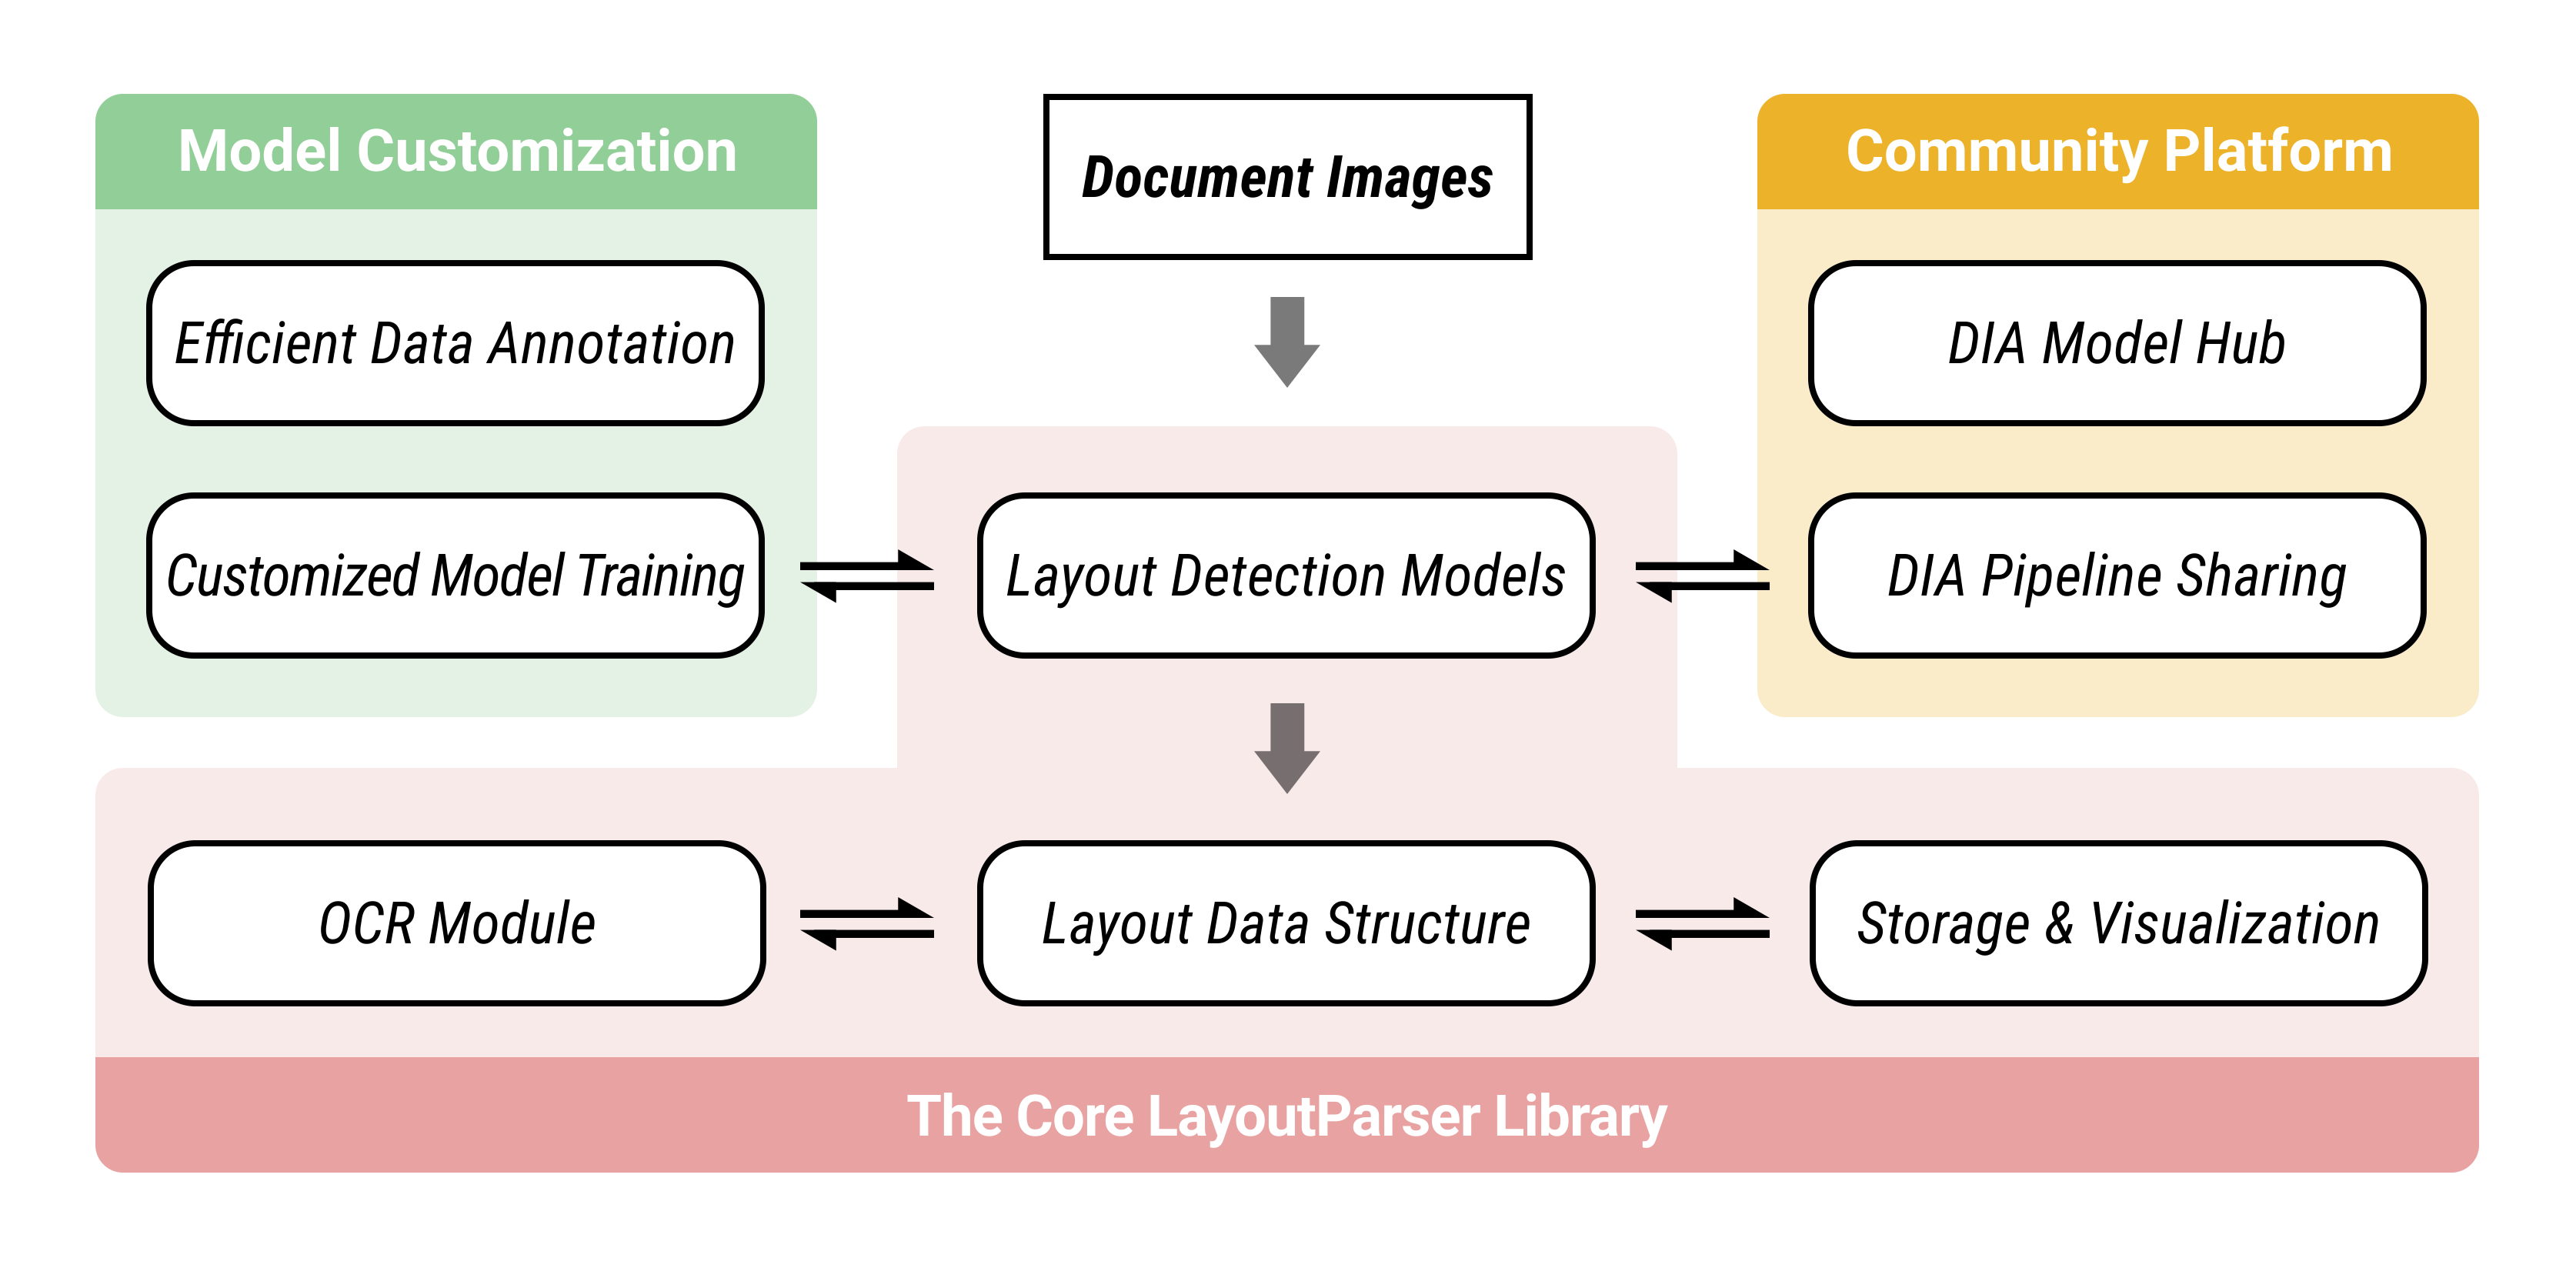 Model Customization
Efficient Data Annotation
Customized Model Training
Document Images
Layout Detection Models
Community Platform
DIA Model Hub
DIA Pipeline Sharing
OCR Module
Layout Data Structure
Storage & Visualization
The Core LayoutParser Library